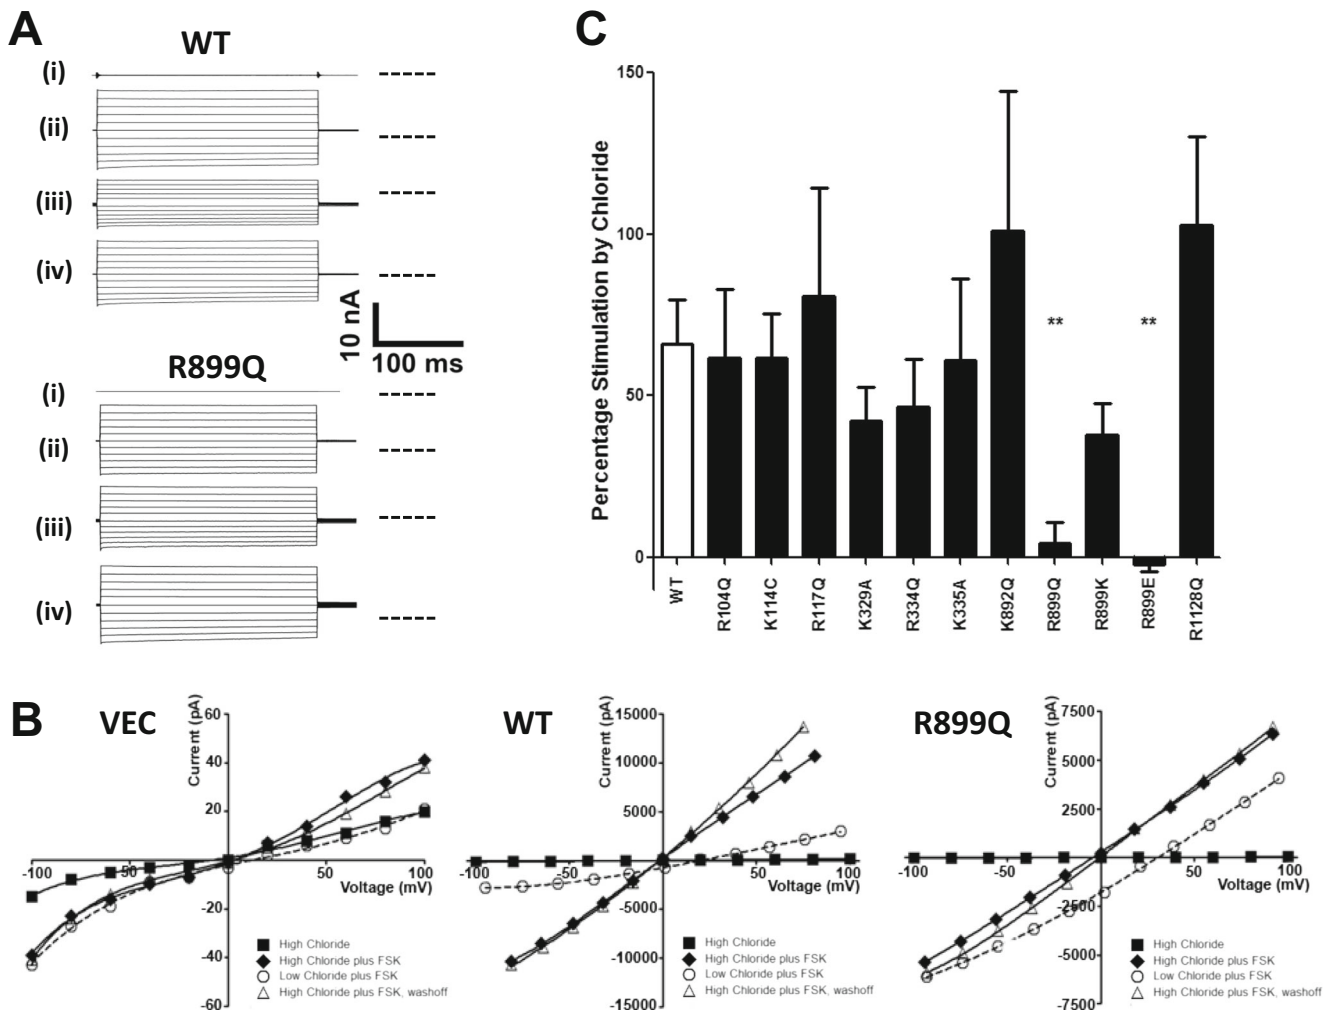 A
WT
(i)
(ii)
(iii)
(iv)
10 nA
100 ms
R899Q
(i)
(ii)
(iii)
(iv)
C
Percentage Stimulation by Chloride
150
100
50
0
WT
R104Q
K114C
R117Q
K329A
R334Q
K335A
K892Q
R899Q
R899K
R899E
R1128Q
**
**
B
VEC
Current (pA)
60
20
-20
-60
-100
-50
50
100
Voltage (mV)
High Chloride
High Chloride plus FSK
Low Chloride plus FSK
High Chloride plus FSK, washoff
WT
Current (pA)
15000
10000
5000
-5000
-10000
-15000
-100
-50
50
100
Voltage (mV)
High Chloride
High Chloride plus FSK
Low Chloride plus FSK
High Chloride plus FSK, washoff
R899Q
Current (pA)
7500
2500
-2500
-5000
-7500
-100
-50
50
100
Voltage (mV)
High Chloride
High Chloride plus FSK
Low Chloride plus FSK
High Chloride plus FSK, washoff